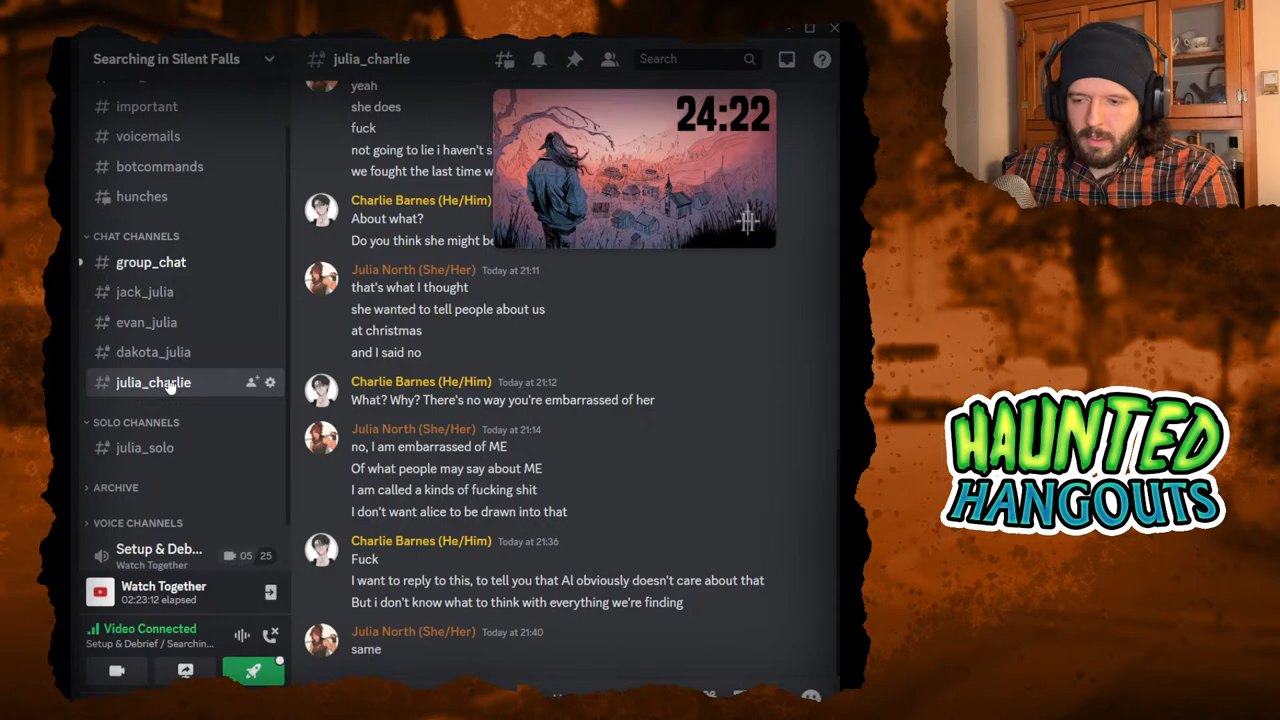 Searching in Silent Falls
important
voicemails
botcommands
hunches
CHAT CHANNELS
group_chat
jack_julia
evan_julia
dakota_julia
julia_charlie
SOLO CHANNELS
julia_solo
ARCHIVE
VOICE CHANNELS
Setup & Deb...
Watch Together
05 25
Watch Together
02:23:12 elapsed
Video Connected
Setup & Debrief / Searchin...
julia_charlie
Search
yeah
she does
fuck
not going to lie i haven't s
we fought the last time w
24:22
Charlie Barnes (He/Him)
About what?
Do you think she might be
Julia North (She/Her) Today at 21:11
that's what I thought
she wanted to tell people about us
at christmas
and I said no
Charlie Barnes (He/Him) Today at 21:12
What? Why? There's no way you're embarrassed of her
Julia North (She/Her) Today at 21:14
no, I am embarrassed of ME
Of what people may say about ME
I am called a kinds of fucking shit
I don't want alice to be drawn into that
Charlie Barnes (He/Him) Today at 21:36
Fuck
I want to reply to this, to tell you that Al obviously doesn't care about that
But i don't know what to think with everything we're finding
Julia North (She/Her) Today at 21:40
same
HAUNTED
HANGOUTS